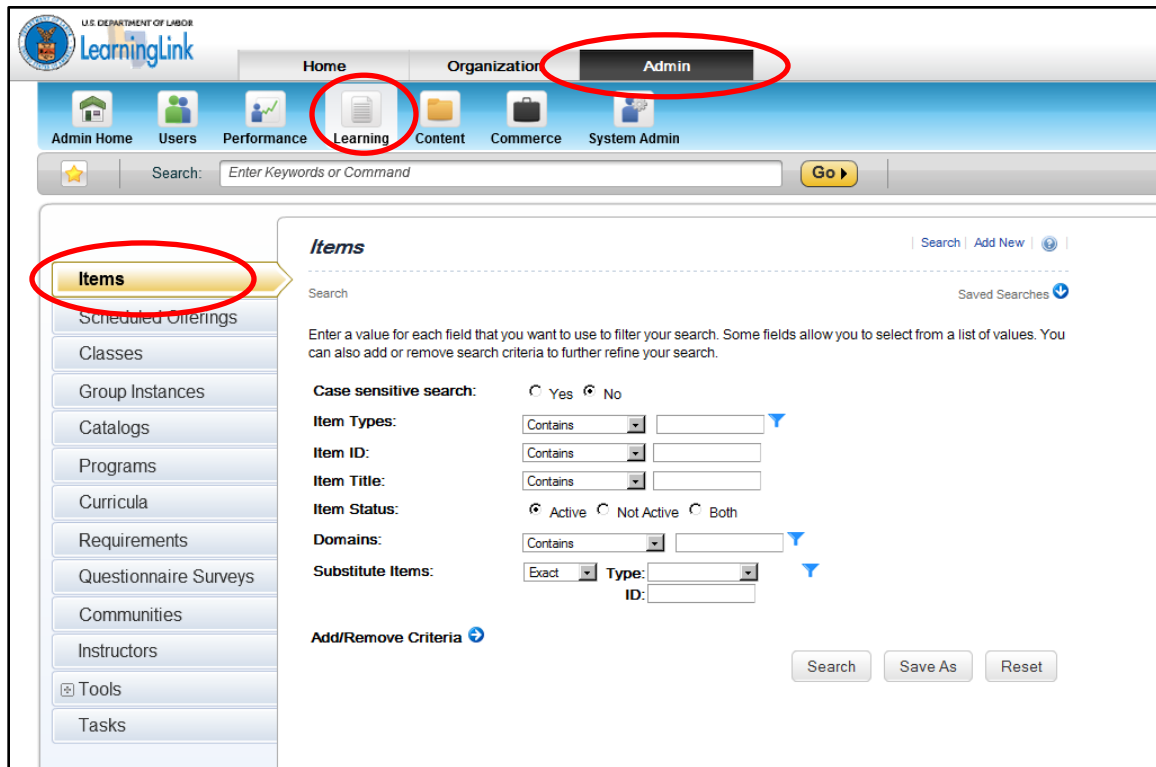 U.S. DEPARTMENT OF LABOR
LearningLink
Home Organization Admin
Admin Home Users Performance Learning Content Commerce System Admin
Search: Enter Keywords or Command Go
Items
Search Add New
Items
Search
Saved Searches
Scheduled Offerings
Enter a value for each field that you want to use to filter your search. Some fields allow you to select from a list of values. You
can also add or remove search criteria to further refine your search.
Classes
Group Instances
Catalogs
Programs
Curricula
Requirements
Questionnaire Surveys
Communities
Instructors
Tools
Tasks
Case sensitive search: Yes No
Item Types: Contains
Item ID: Contains
Item Title: Contains
Item Status: Active Not Active Both
Domains: Contains
Substitute Items: Exact Type:
ID:
Add/Remove Criteria
Search Save As Reset